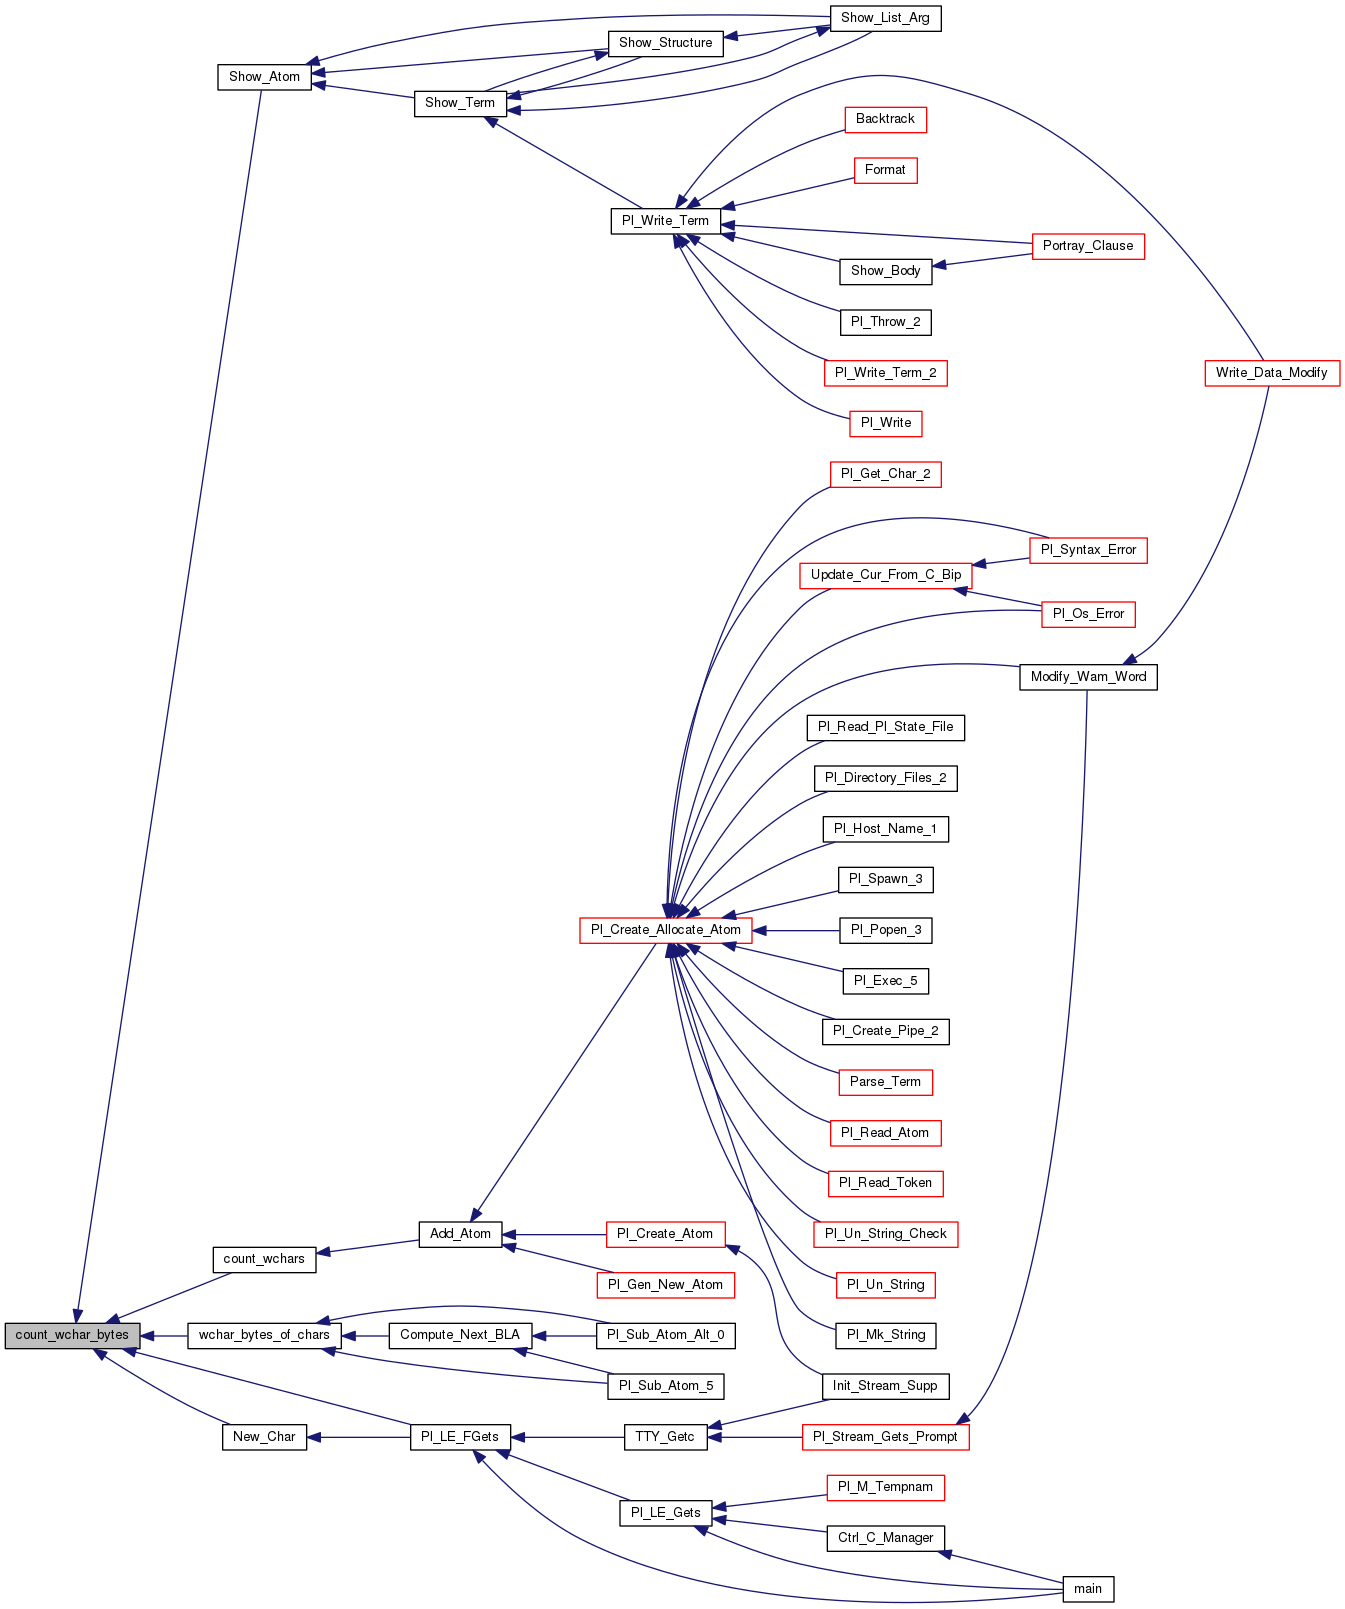 Show_List_Arg
Show_Structure
Show_Atom
Show_Term
Backtrack
Format
Pl_Write_Term
Portray_Clause
Show_Body
Pl_Throw_2
Pl_Write_Term_2
Write_Data_Modify
Pl_Write
Pl_Get_Char_2
Pl_Syntax_Error
Update_Cur_From_C_Bip
Pl_Os_Error
Modify_Wam_Word
Pl_Read_Pl_State_File
Pl_Directory_Files_2
Pl_Host_Name_1
Pl_Spawn_3
Pl_Create_Allocate_Atom
Pl_Popen_3
Pl_Exec_5
Pl_Create_Pipe_2
Parse_Term
Pl_Read_Atom
Pl_Read_Token
Add_Atom
Pl_Create_Atom
Pl_Un_String_Check
count_wchars
Pl_Gen_New_Atom
Pl_Un_String
count_wchar_bytes
wchar_bytes_of_chars
Compute_Next_BLA
Pl_Sub_Atom_Alt_0
Pl_Mk_String
Pl_Sub_Atom_5
Init_Stream_Supp
New_Char
Pl_LE_FGets
TTY_Getc
Pl_Stream_Gets_Prompt
Pl_M_Tempnam
Pl_LE_Gets
Ctrl_C_Manager
main